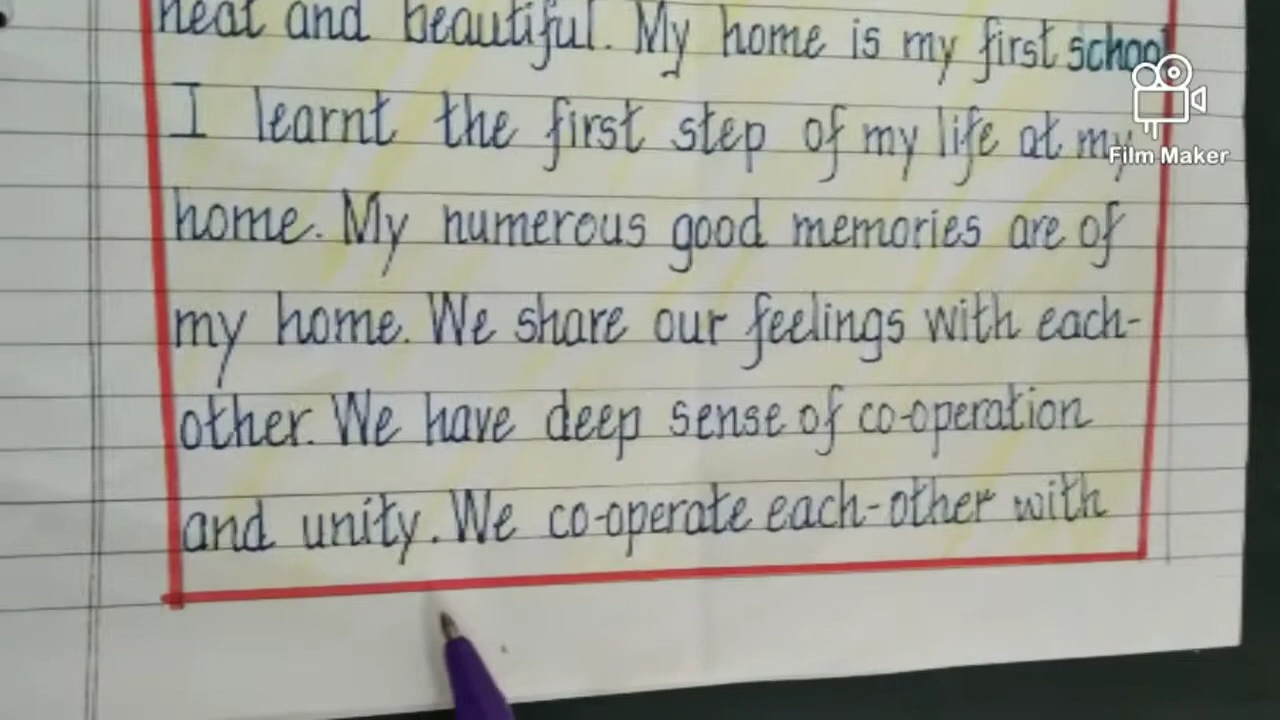 neat and beautiful. My home is my first school
I learnt the first step of my life at my
home. My numerous good memories are of
my home. We share our feelings with each-
other. We have deep sense of co-operation
and unity. We co-operate each-other with
Film Maker